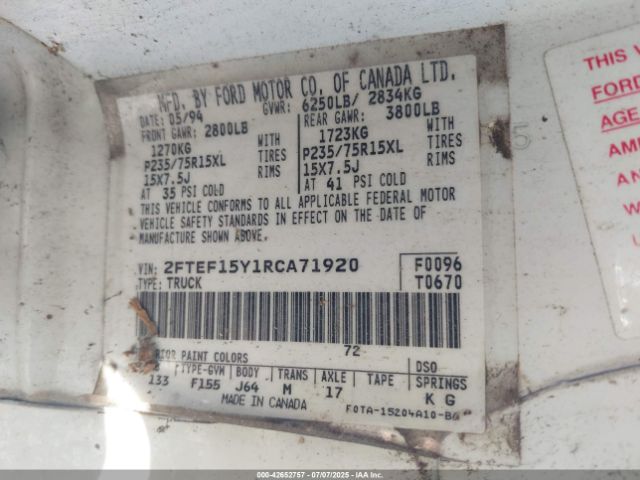 MFD. BY FORD MOTOR CO. OF CANADA LTD.
DATE: 05/94 GVWR: 6250LB/ 2834KG
FRONT GAWR: 2800LB REAR GAWR: 3800LB
1270KG WITH 1723KG WITH
P235/75R15XL TIRES P235/75R15XL TIRES
15X7.5J RIMS 15X7.5J RIMS
AT 35 PSI COLD AT 41 PSI COLD
THIS VEHICLE CONFORMS TO ALL APPLICABLE FEDERAL MOTOR
VEHICLE SAFETY STANDARDS IN EFFECT ON THE DATE OF
MANUFACTURE SHOWN ABOVE.
VIN: 2FTEF15Y1RCA71920 F0096
TYPE: TRUCK T0670
72
PAINT COLORS DSO
TYPE-GVM BODY TRANS AXLE TAPE SPRINGS
133 F155 J64 M 17 K G
MADE IN CANADA F0TA-15204A10-B
THIS V
FORD
AGE
AM
AN
5
000-42652757 - 07/07/2025 - IAAI.COM